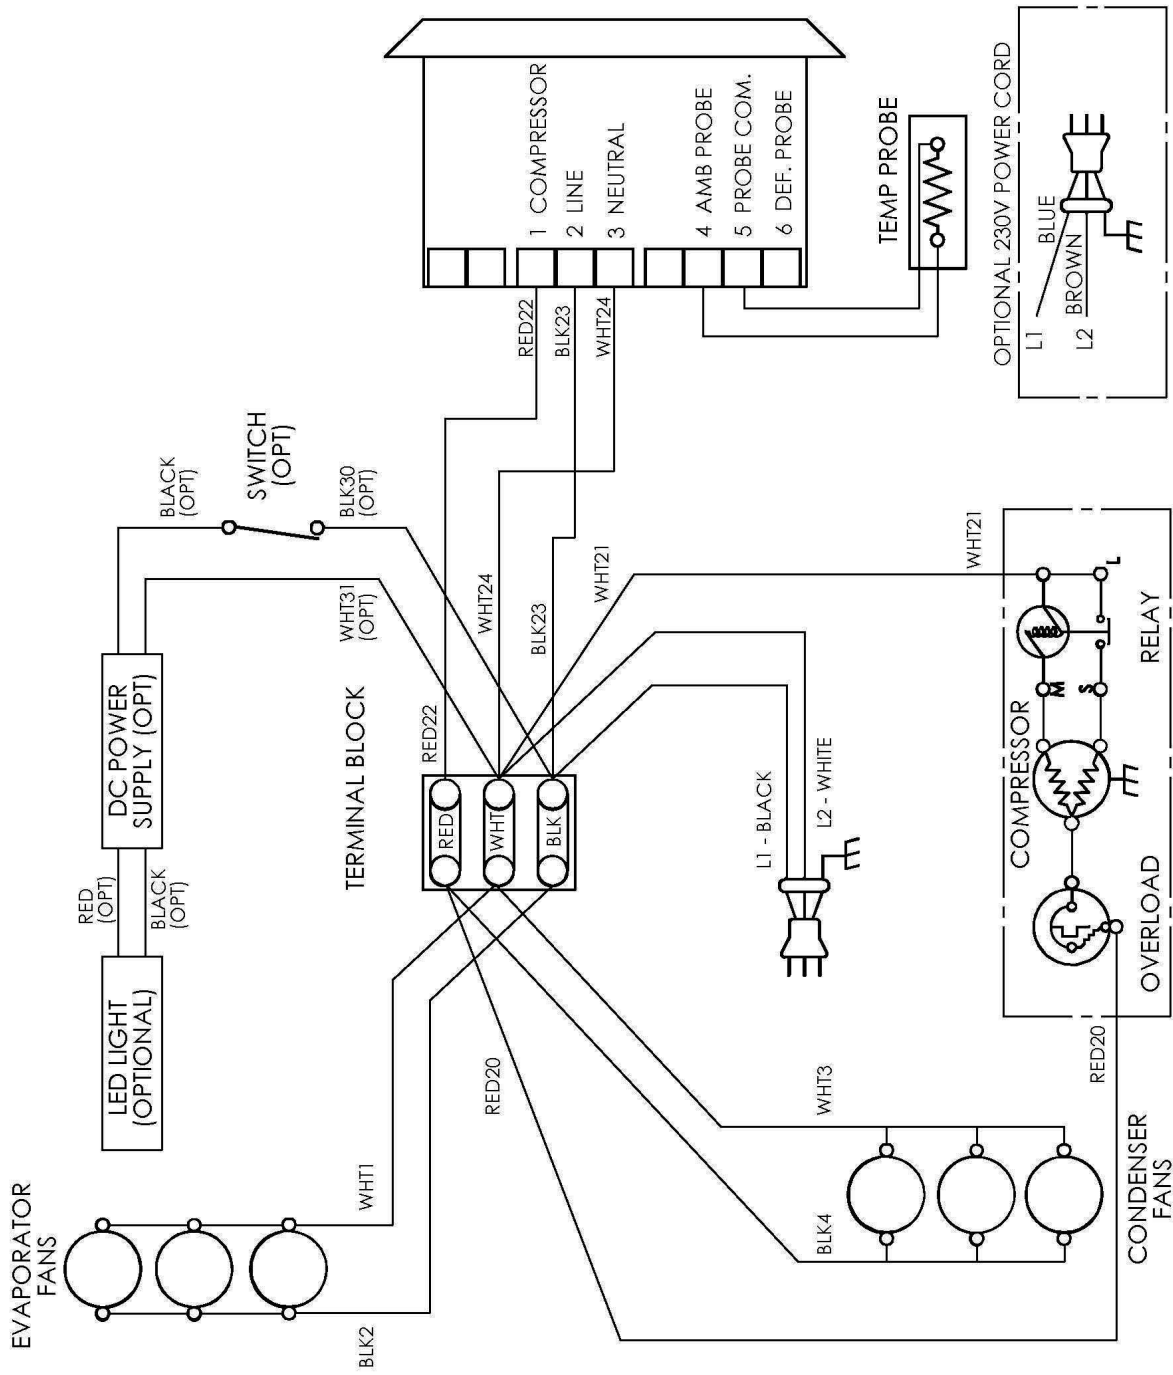 EVAPORATOR
FANS
BLK2
WHT1
LED LIGHT
(OPTIONAL)
RED
(OPT)
BLACK
(OPT)
DC POWER
SUPPLY (OPT)
BLACK
(OPT)
SWITCH
(OPT)
BLK30
(OPT)
WHT31
(OPT)
TERMINAL BLOCK
RED
WHT
BLK
RED22
WHT24
BLK23
WHT21
RED22
BLK23
WHT24
1 COMPRESSOR
2 LINE
3 NEUTRAL
4 AMB PROBE
5 PROBE COM.
6 DEF. PROBE
TEMP PROBE
OPTIONAL 230V POWER CORD
L1
BLUE
L2
BROWN
L1 - BLACK
L2 - WHITE
WHT21
L
RELAY
M
S
COMPRESSOR
OVERLOAD
RED20
RED20
WHT3
BLK4
CONDENSER
FANS